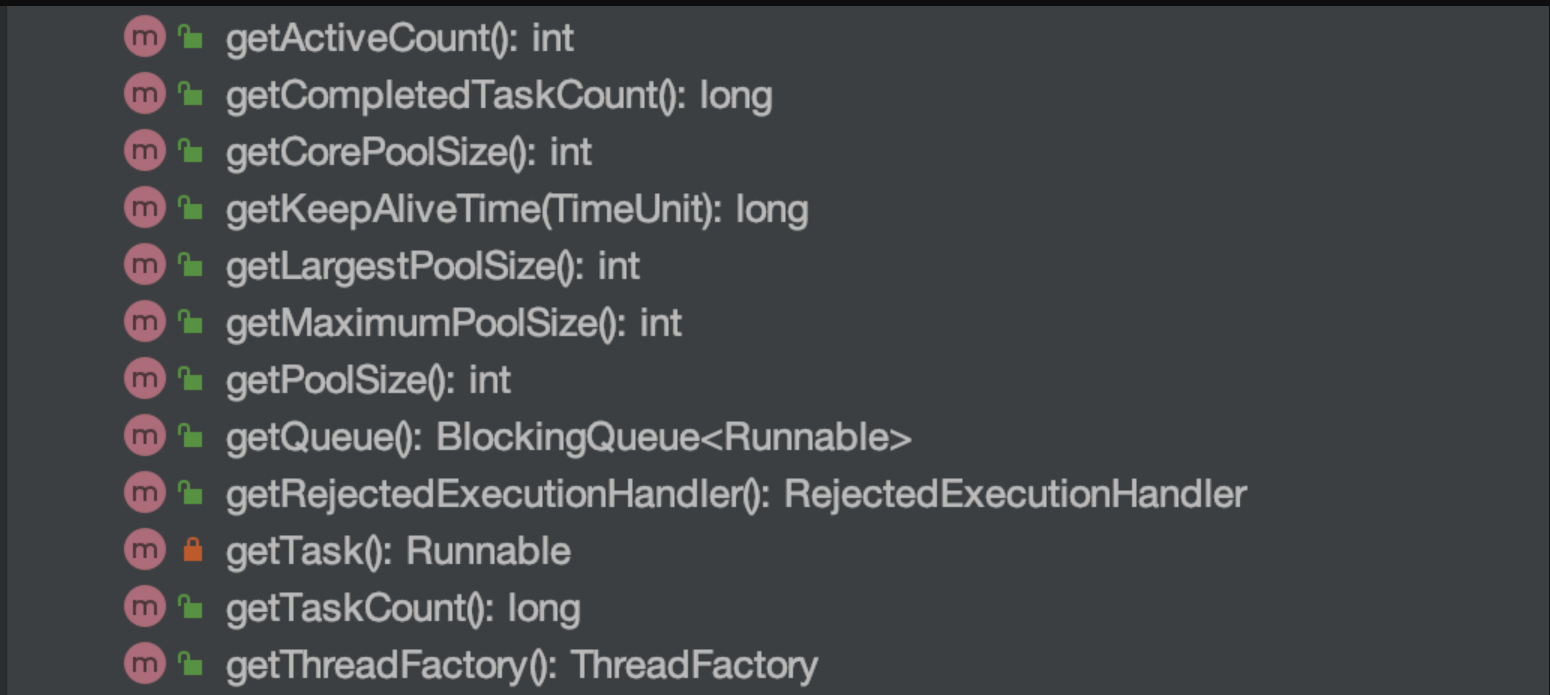 m getActiveCount(): int
m getCompletedTaskCount(): long
m getCorePoolSize(): int
m getKeepAliveTime(TimeUnit): long
m getLargestPoolSize(): int
m getMaximumPoolSize(): int
m getPoolSize(): int
m getQueue(): BlockingQueue<Runnable>
m getRejectedExecutionHandler(): RejectedExecutionHandler
m getTask(): Runnable
m getTaskCount(): long
m getThreadFactory(): ThreadFactory